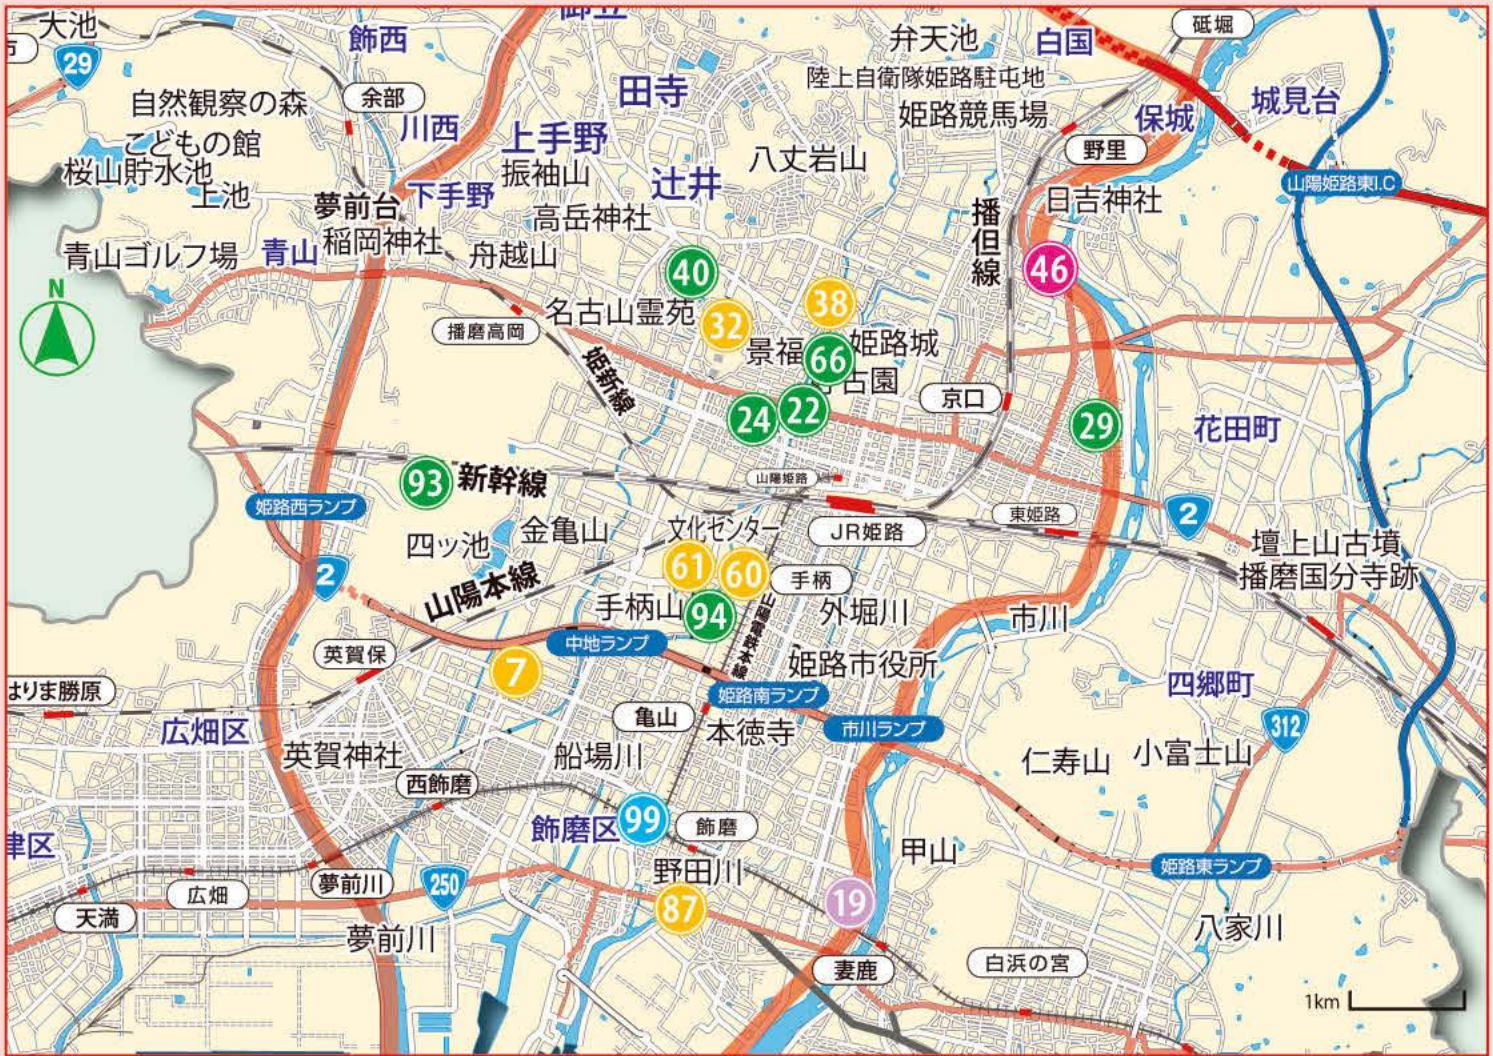 大池
飾西
弁天池
白国
砥堀
29
田寺
陸上自衛隊姫路駐屯地
城見台
自然観察の森
余部
姫路競馬場
保城
川西
上手野
こどもの館
八丈岩山
野里
桜山貯水池
振袖山
山陽姫路東I.C
上池
夢前台
下手野
辻井
日吉神社
高岳神社
播但線
稲岡神社
青山ゴルフ場
青山
舟越山
40
46
N
名古山霊苑
38
32
播磨高岡
景福
姫路城
66
姫新線
古園
京口
24
22
29
花田町
93
新幹線
山陽姫路
姫路西ランプ
東姫路
2
文化センター
JR姫路
四ッ池
金亀山
壇上山古墳
61
60
手柄
播磨国分寺跡
2
山陽本線
手柄山
94
山陽電鉄本線
外堀川
市川
中地ランプ
英賀保
7
姫路市役所
はりま勝原
姫路南ランプ
四郷町
亀山
本徳寺
市川ランプ
312
広畑区
英賀神社
船場川
仁寿山
小富士山
西飾磨
99
飾磨区
飾磨
津区
甲山
姫路東ランプ
野田川
夢前川
250
広畑
87
19
天満
夢前川
八家川
妻鹿
白浜の宮
1km